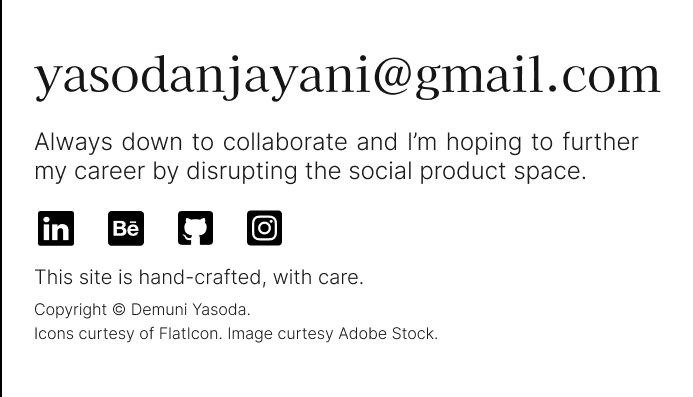 yasodanjayani@gmail.com
Always down to collaborate and I'm hoping to further
my career by disrupting the social product space.
in Bē
This site is hand-crafted, with care.
Copyright © Demuni Yasoda.
Icons curtesy of FlatIcon. Image curtesy Adobe Stock.